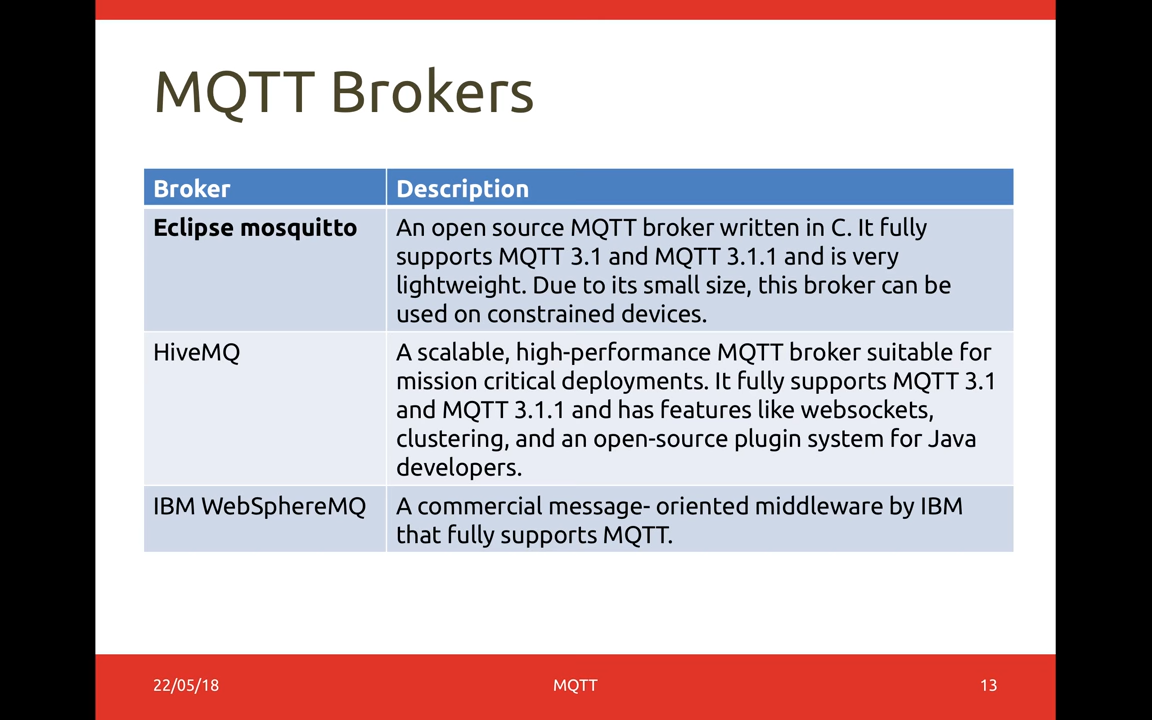 MQTT Brokers
Broker
Description
Eclipse mosquitto
An open source MQTT broker written in C. It fully
supports MQTT 3.1 and MQTT 3.1.1 and is very
lightweight. Due to its small size, this broker can be
used on constrained devices.
HiveMQ
A scalable, high-performance MQTT broker suitable for
mission critical deployments. It fully supports MQTT 3.1
and MQTT 3.1.1 and has features like websockets,
clustering, and an open-source plugin system for Java
developers.
IBM WebSphereMQ
A commercial message- oriented middleware by IBM
that fully supports MQTT.
22/05/18
MQTT
13